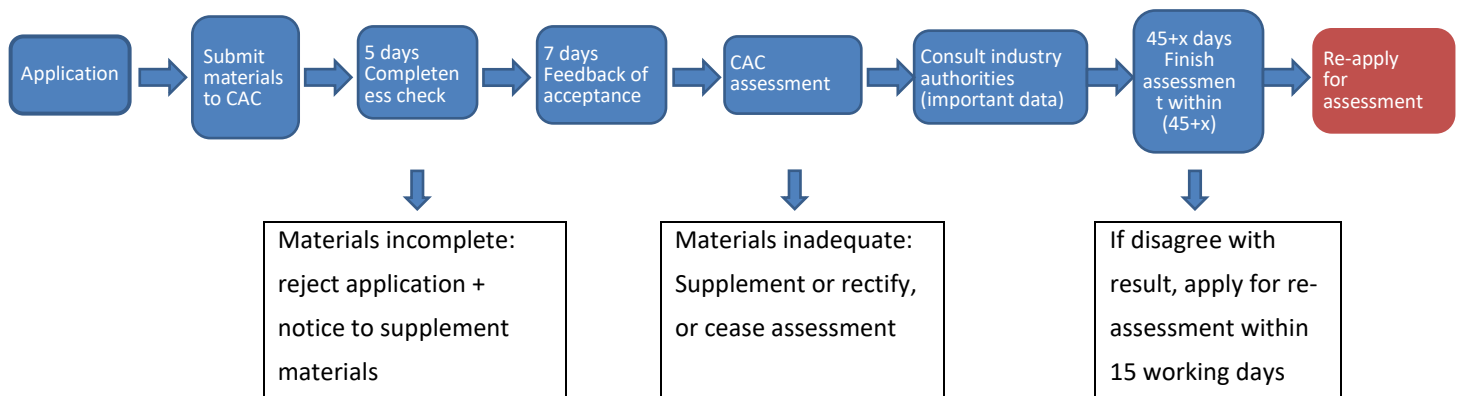 Application
Submit
materials
to CAC
5 days
Completen
ess check
7 days
Feedback of
acceptance
CAC
assessment
Consult industry
authorities
(important data)
45+x days
Finish
assessmen
t within
(45+x)
Re-apply
for
assessment
Materials incomplete:
reject application +
notice to supplement
materials
Materials inadequate:
Supplement or rectify,
or cease assessment
If disagree with
result, apply for re-
assessment within
15 working days